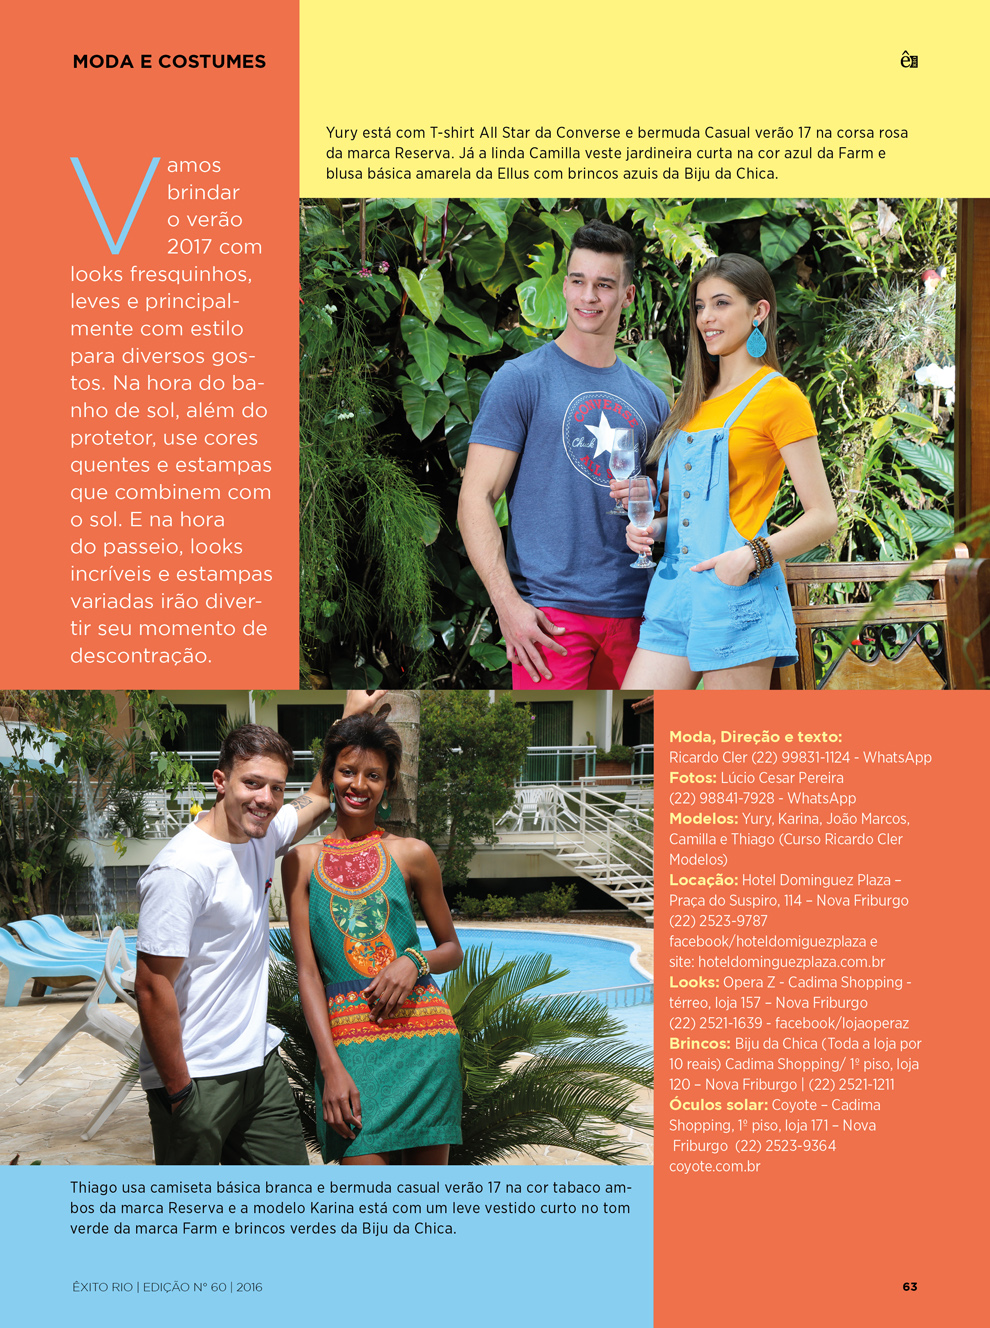 MODA E COSTUMES
Yury está com T-shirt All Star da Converse e bermuda Casual verão 17 na corsa rosa
da marca Reserva. Já a linda Camilla veste jardineira curta na cor azul da Farm e
blusa básica amarela da Ellus com brincos azuis da Biju da Chica.
Vamos
brindar
o verão
2017 com
looks fresquinhos,
leves e principal-
mente com estilo
para diversos gos-
tos. Na hora do ba-
nho de sol, além do
protetor, use cores
quentes e estampas
que combinem com
o sol. E na hora
do passeio, looks
incríveis e estampas
variadas irão diver-
tir seu momento de
descontração.
CONVERSE
Chuck
ALL
Moda, Direção e texto:
Ricardo Cler (22) 99831-1124 - WhatsApp
Fotos: Lúcio Cesar Pereira
(22) 98841-7928 - WhatsApp
Modelos: Yury, Karina, João Marcos,
Camilla e Thiago (Curso Ricardo Cler
Modelos)
Locação: Hotel Dominguez Plaza –
Praça do Suspiro, 114 – Nova Friburgo
(22) 2523-9787
facebook/hoteldomiguezplaza e
site: hoteldominguezplaza.com.br
Looks: Opera Z - Cadima Shopping -
térreo, loja 157 – Nova Friburgo
(22) 2521-1639 - facebook/lojaoperaz
Brincos: Biju da Chica (Toda a loja por
10 reais) Cadima Shopping/ 1º piso, loja
120 – Nova Friburgo | (22) 2521-1211
Óculos solar: Coyote – Cadima
Shopping, 1º piso, loja 171 – Nova
Friburgo (22) 2523-9364
coyote.com.br
Thiago usa camiseta básica branca e bermuda casual verão 17 na cor tabaco am-
bos da marca Reserva e a modelo Karina está com um leve vestido curto no tom
verde da marca Farm e brincos verdes da Biju da Chica.
ÊXITO RIO | EDIÇÃO N° 60 | 2016
63